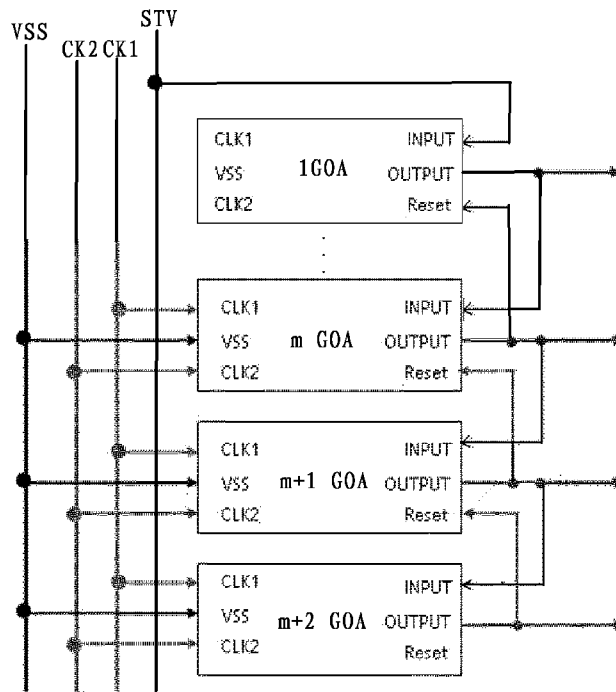 STV
VSS
CK2 CK1
CLK1 INPUT
1GOA
VSS OUTPUT
CLK2 Reset
CLK1 INPUT
m GOA
VSS OUTPUT
CLK2 Reset
CLK1 INPUT
m+1 GOA
VSS OUTPUT
CLK2 Reset
CLK1 INPUT
m+2 GOA
VSS OUTPUT
CLK2 Reset